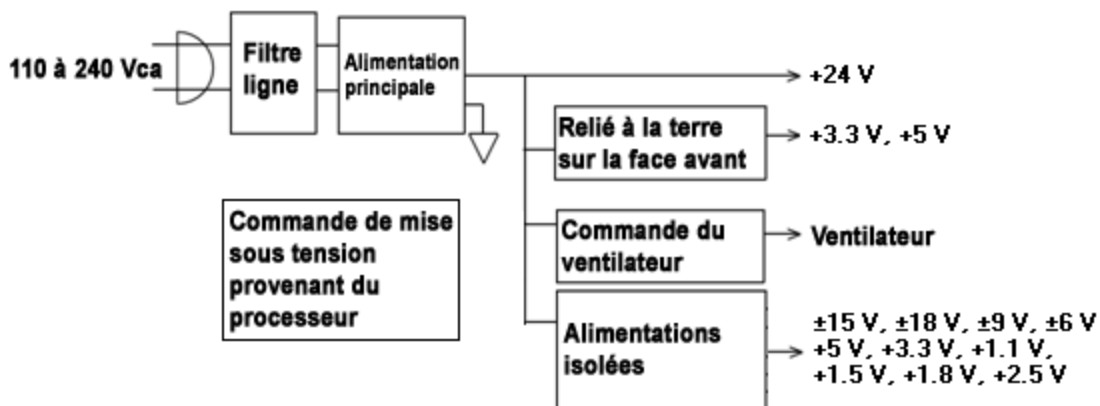 110 à 240 Vca
Filtre
ligne
Alimentation
principale
+24 V
Relié à la terre
sur la face avant
+3.3 V, +5 V
Commande de mise
sous tension
provenant du
processeur
Commande du
ventilateur
Ventilateur
Alimentations
isolées
±15 V, ±18 V, ±9 V, ±6 V
+5 V, +3.3 V, +1.1 V,
+1.5 V, +1.8 V, +2.5 V